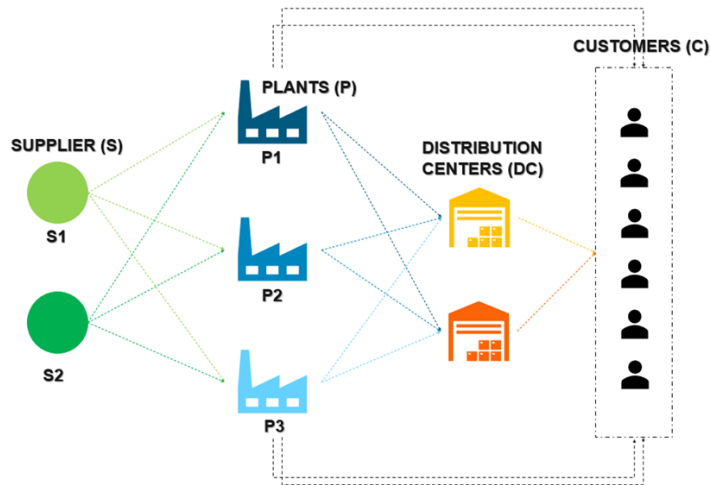 CUSTOMERS (C)
PLANTS (P)
SUPPLIER (S)
P1
DISTRIBUTION
CENTERS (DC)
S1
P2
S2
P3